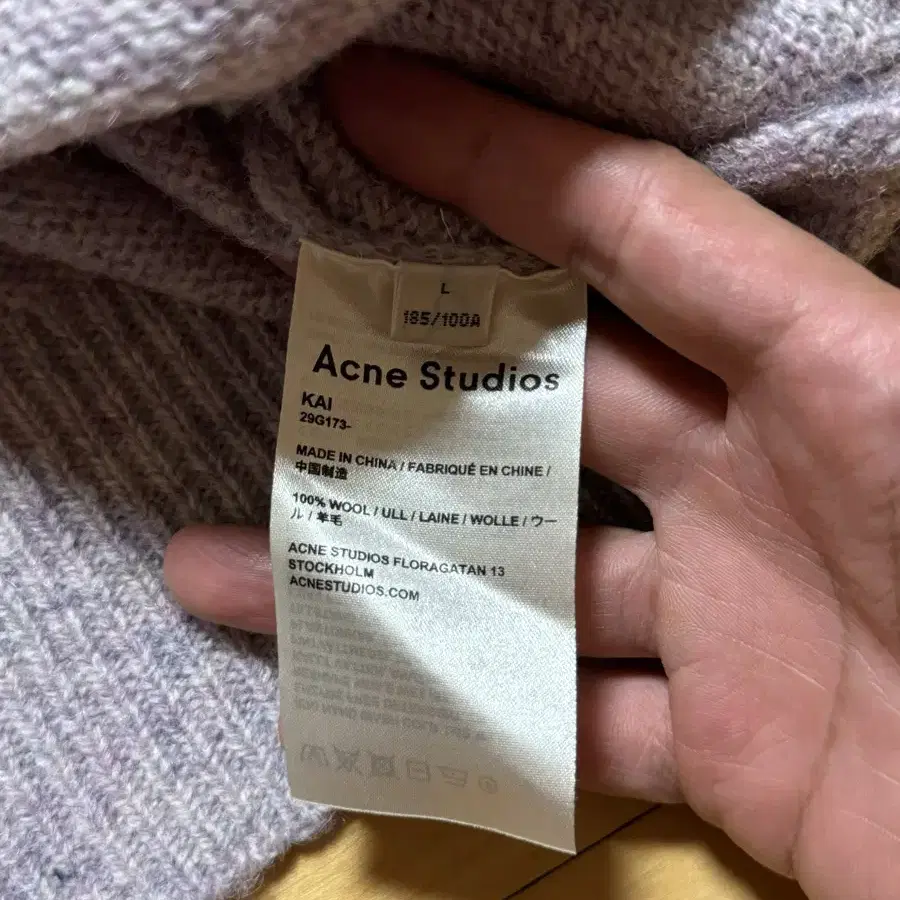 L
185/100A
Acne Studios
KAI
29G173-
MADE IN CHINA / FABRIQUÉ EN CHINE /
中国制造
100% WOOL / ULL / LAINE / WOLLE / ウー
ル / 羊毛
ACNE STUDIOS FLORAGATAN 13
STOCKHOLM
ACNESTUDIOS.COM